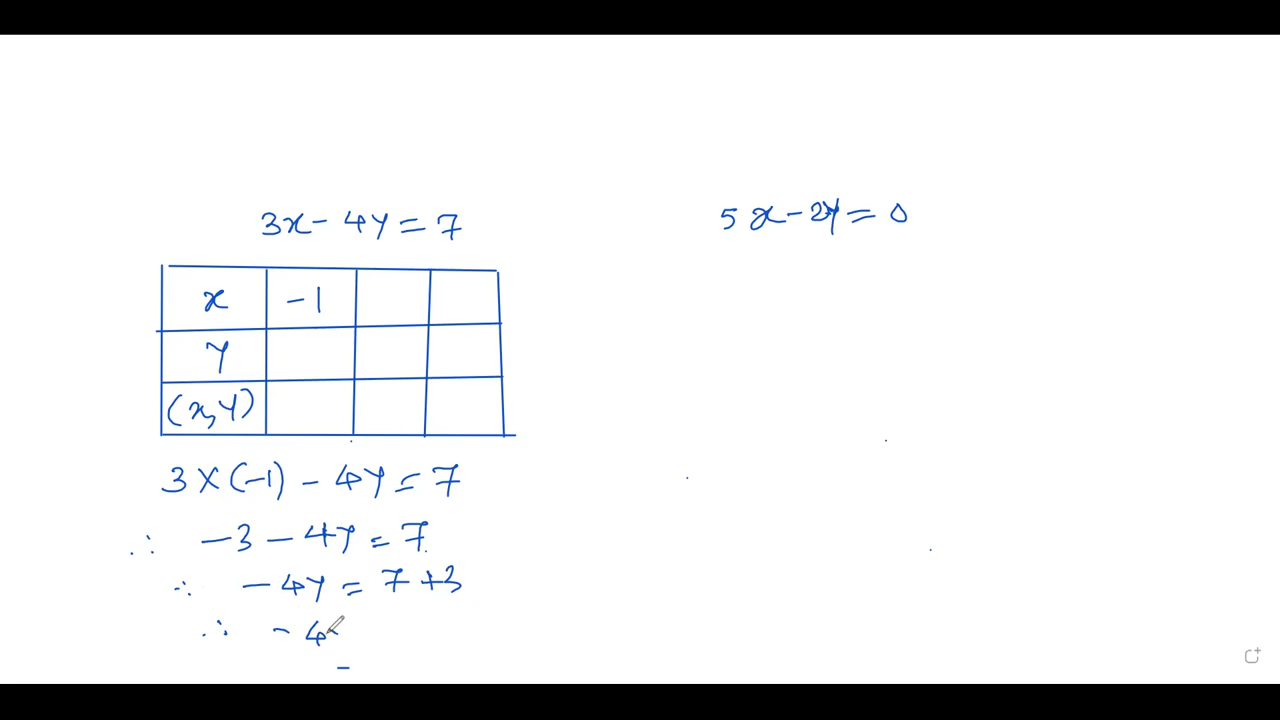 3x - 4y = 7
5x - 2y = 0
x -1
y
(x, y)
3 × (-1) - 4y = 7
∴ -3 - 4y = 7
∴ -4y = 7 + 3
∴ - 4